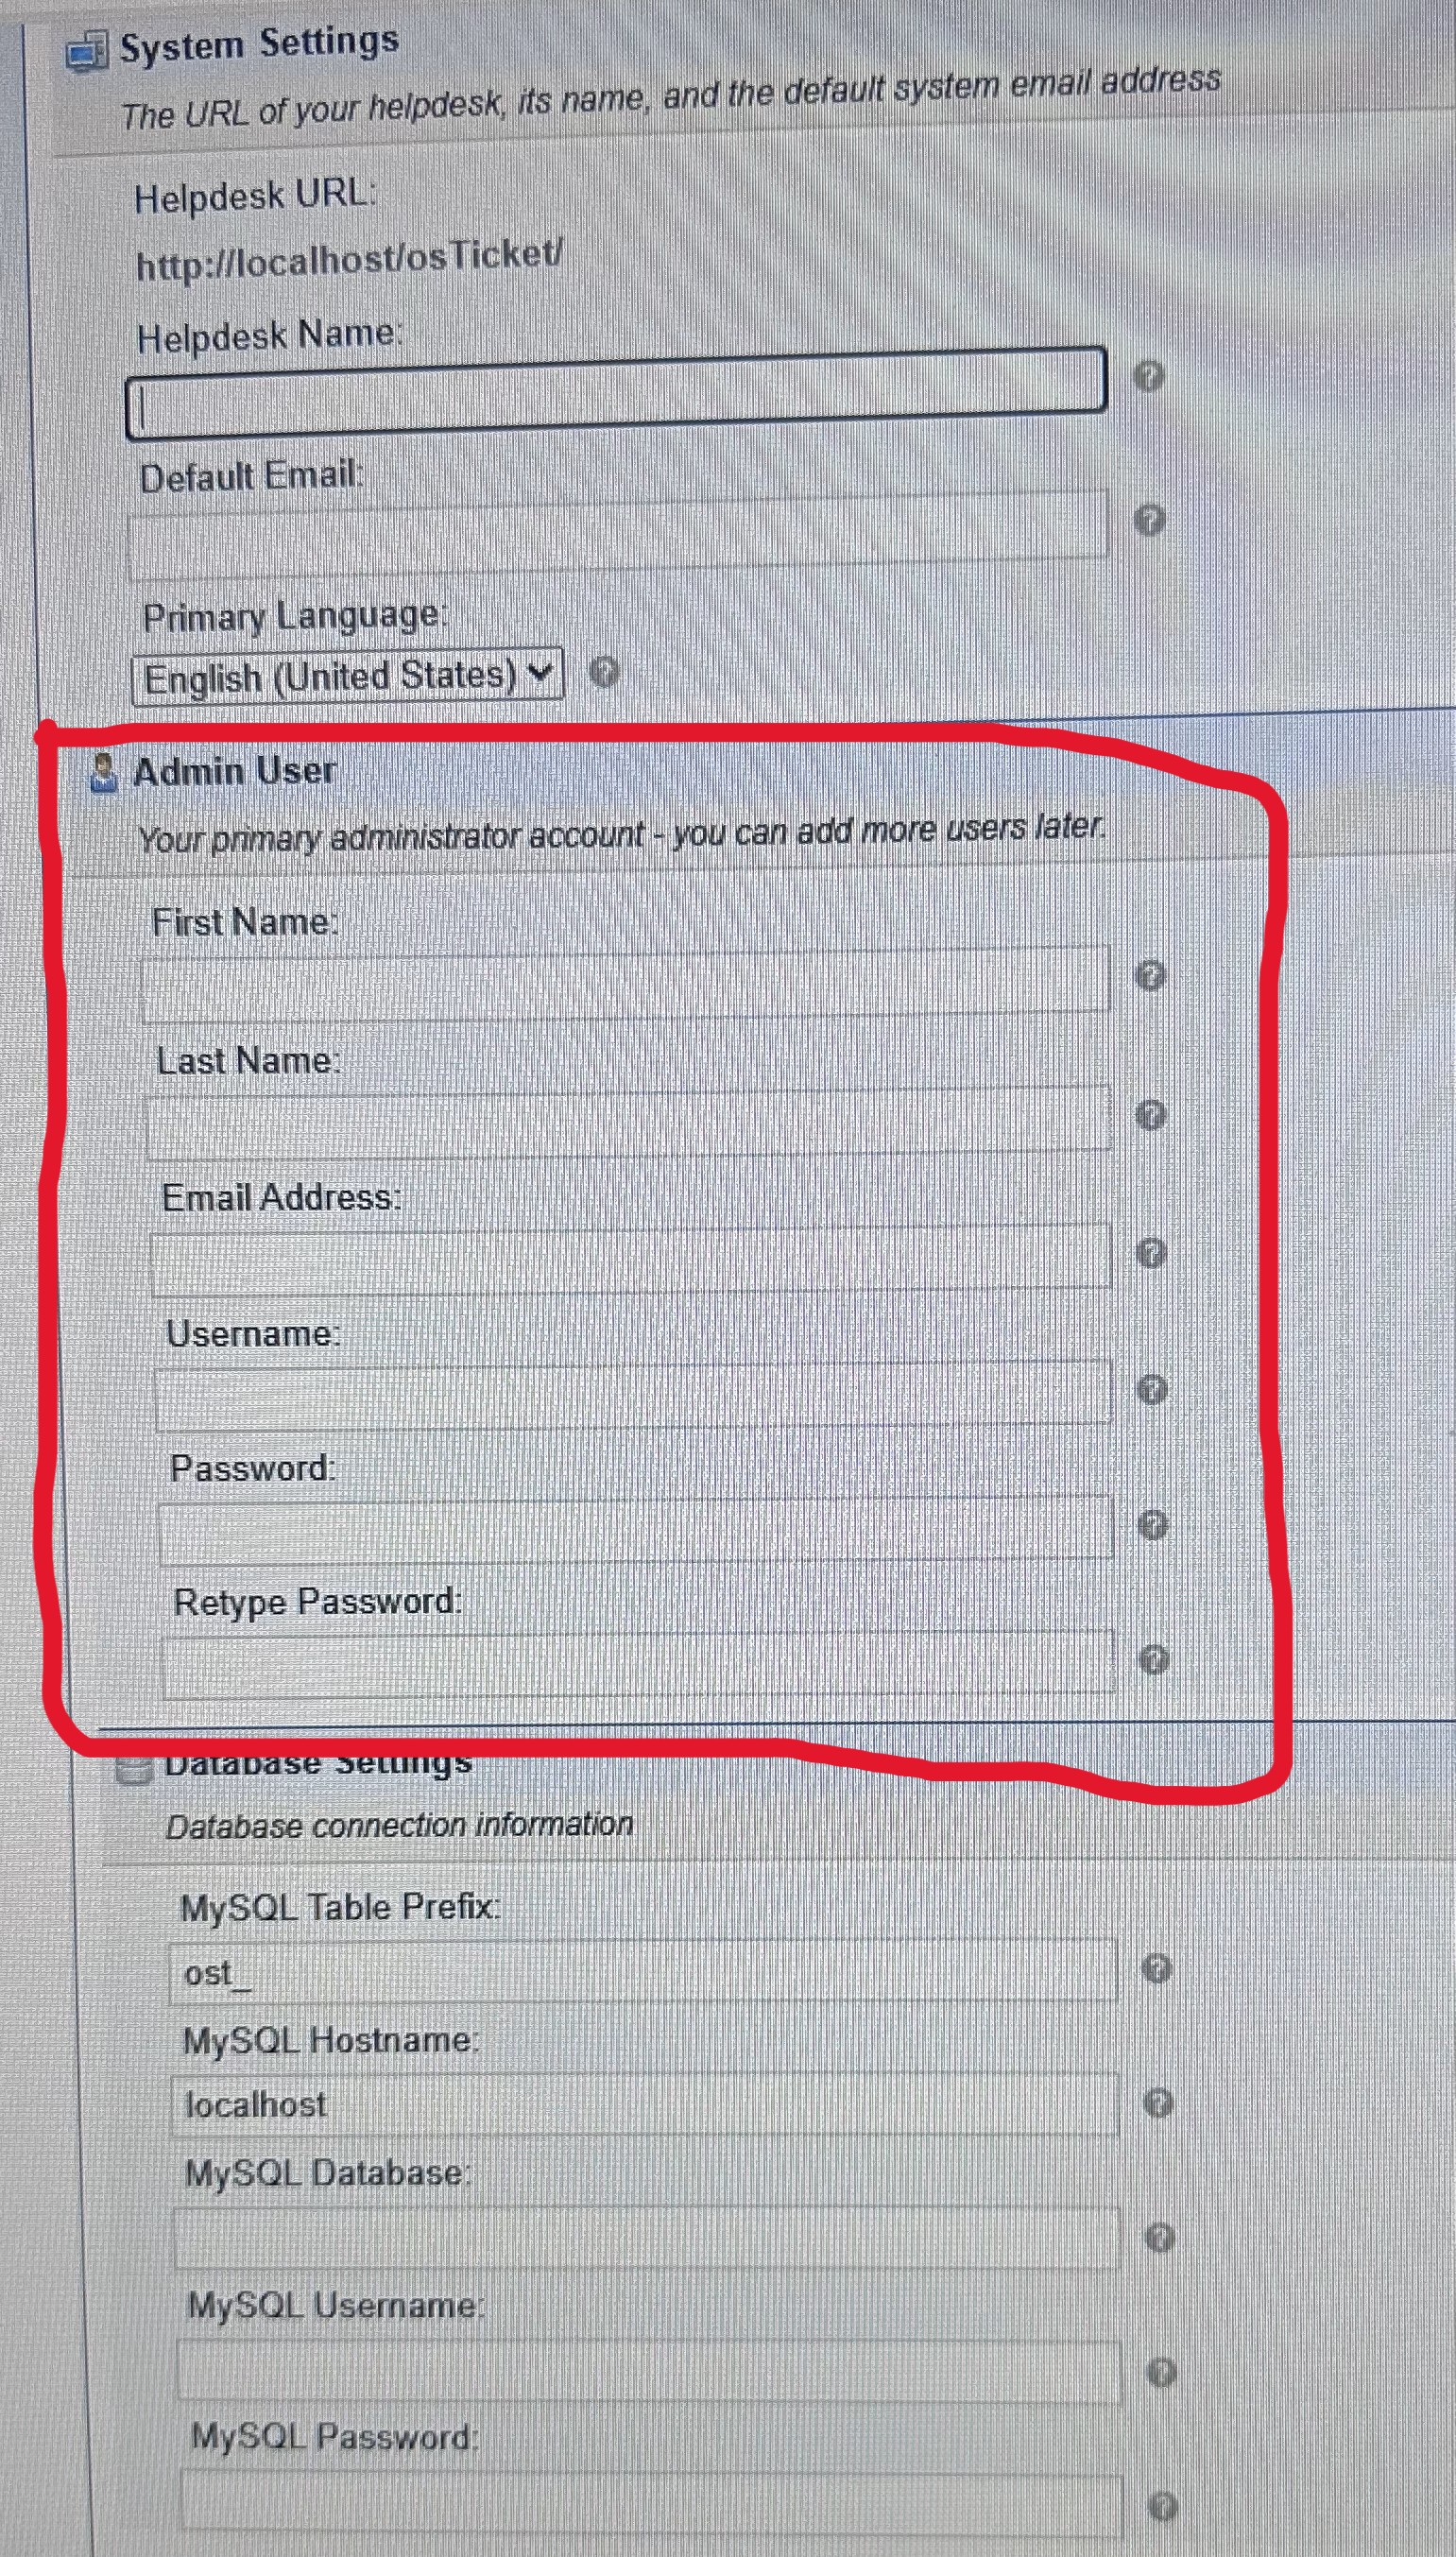 System Settings
The URL of your helpdesk, its name, and the default system email address
Helpdesk URL:
http://localhost/osTicket/
Helpdesk Name:
Default Email:
Primary Language:
English (United States)
Admin User
Your primary administrator account - you can add more users later.
First Name:
Last Name:
Email Address:
Username:
Password:
Retype Password:
Database Settings
Database connection information
MySQL Table Prefix:
ost_
MySQL Hostname:
localhost
MySQL Database:
MySQL Username:
MySQL Password: